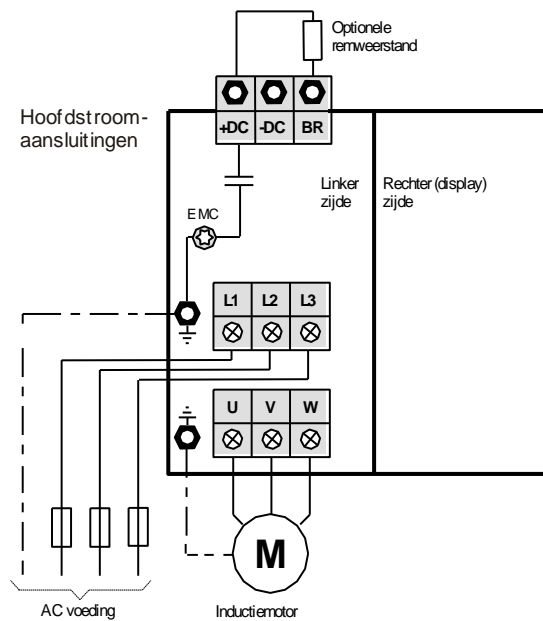 Optionele
remweerstand
Hoofdstroom-
aansluitingen
+DC -DC BR
Linker
zijde
Rechter (display)
zijde
EMC
L1 L2 L3
U V W
M
AC voeding
Inductiemotor